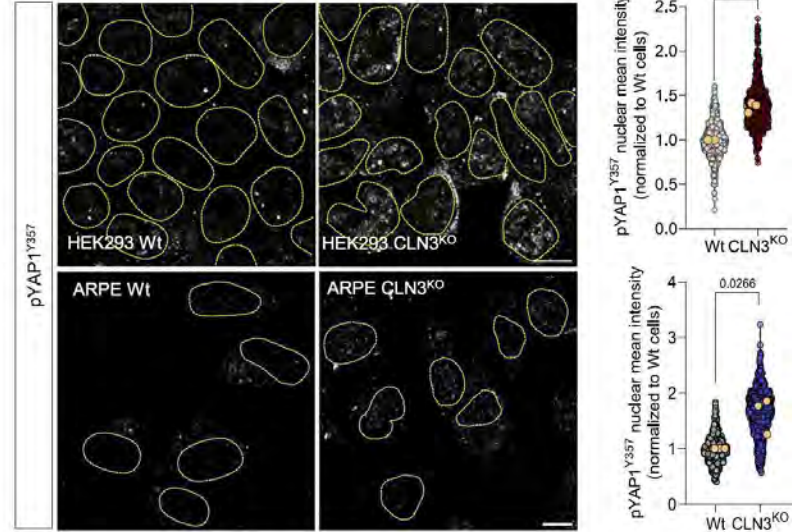 pYAP1Y357
HEK293 Wt
HEK293 CLN3KO
ARPE Wt
ARPE CLN3KO
pYAP1Y357 nuclear mean intensity
(normalized to Wt cells)
2.5
2.0
1.5
1.0
0.5
0.0
Wt CLN3KO
pYAP1Y357 nuclear mean intensity
(normalized to Wt cells)
4
3
2
1
0
0.0266
Wt CLN3KO